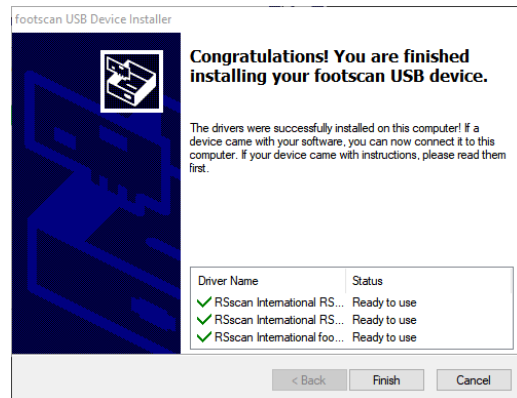 footscan USB Device Installer
Congratulations! You are finished
installing your footscan USB device.
The drivers were successfully installed on this computer! If a
device came with your software, you can now connect it to this
computer. If your device came with instructions, please read them
first.
Driver Name Status
RSscan International RS... Ready to use
RSscan International RS... Ready to use
RSscan International foo... Ready to use
< Back Finish Cancel